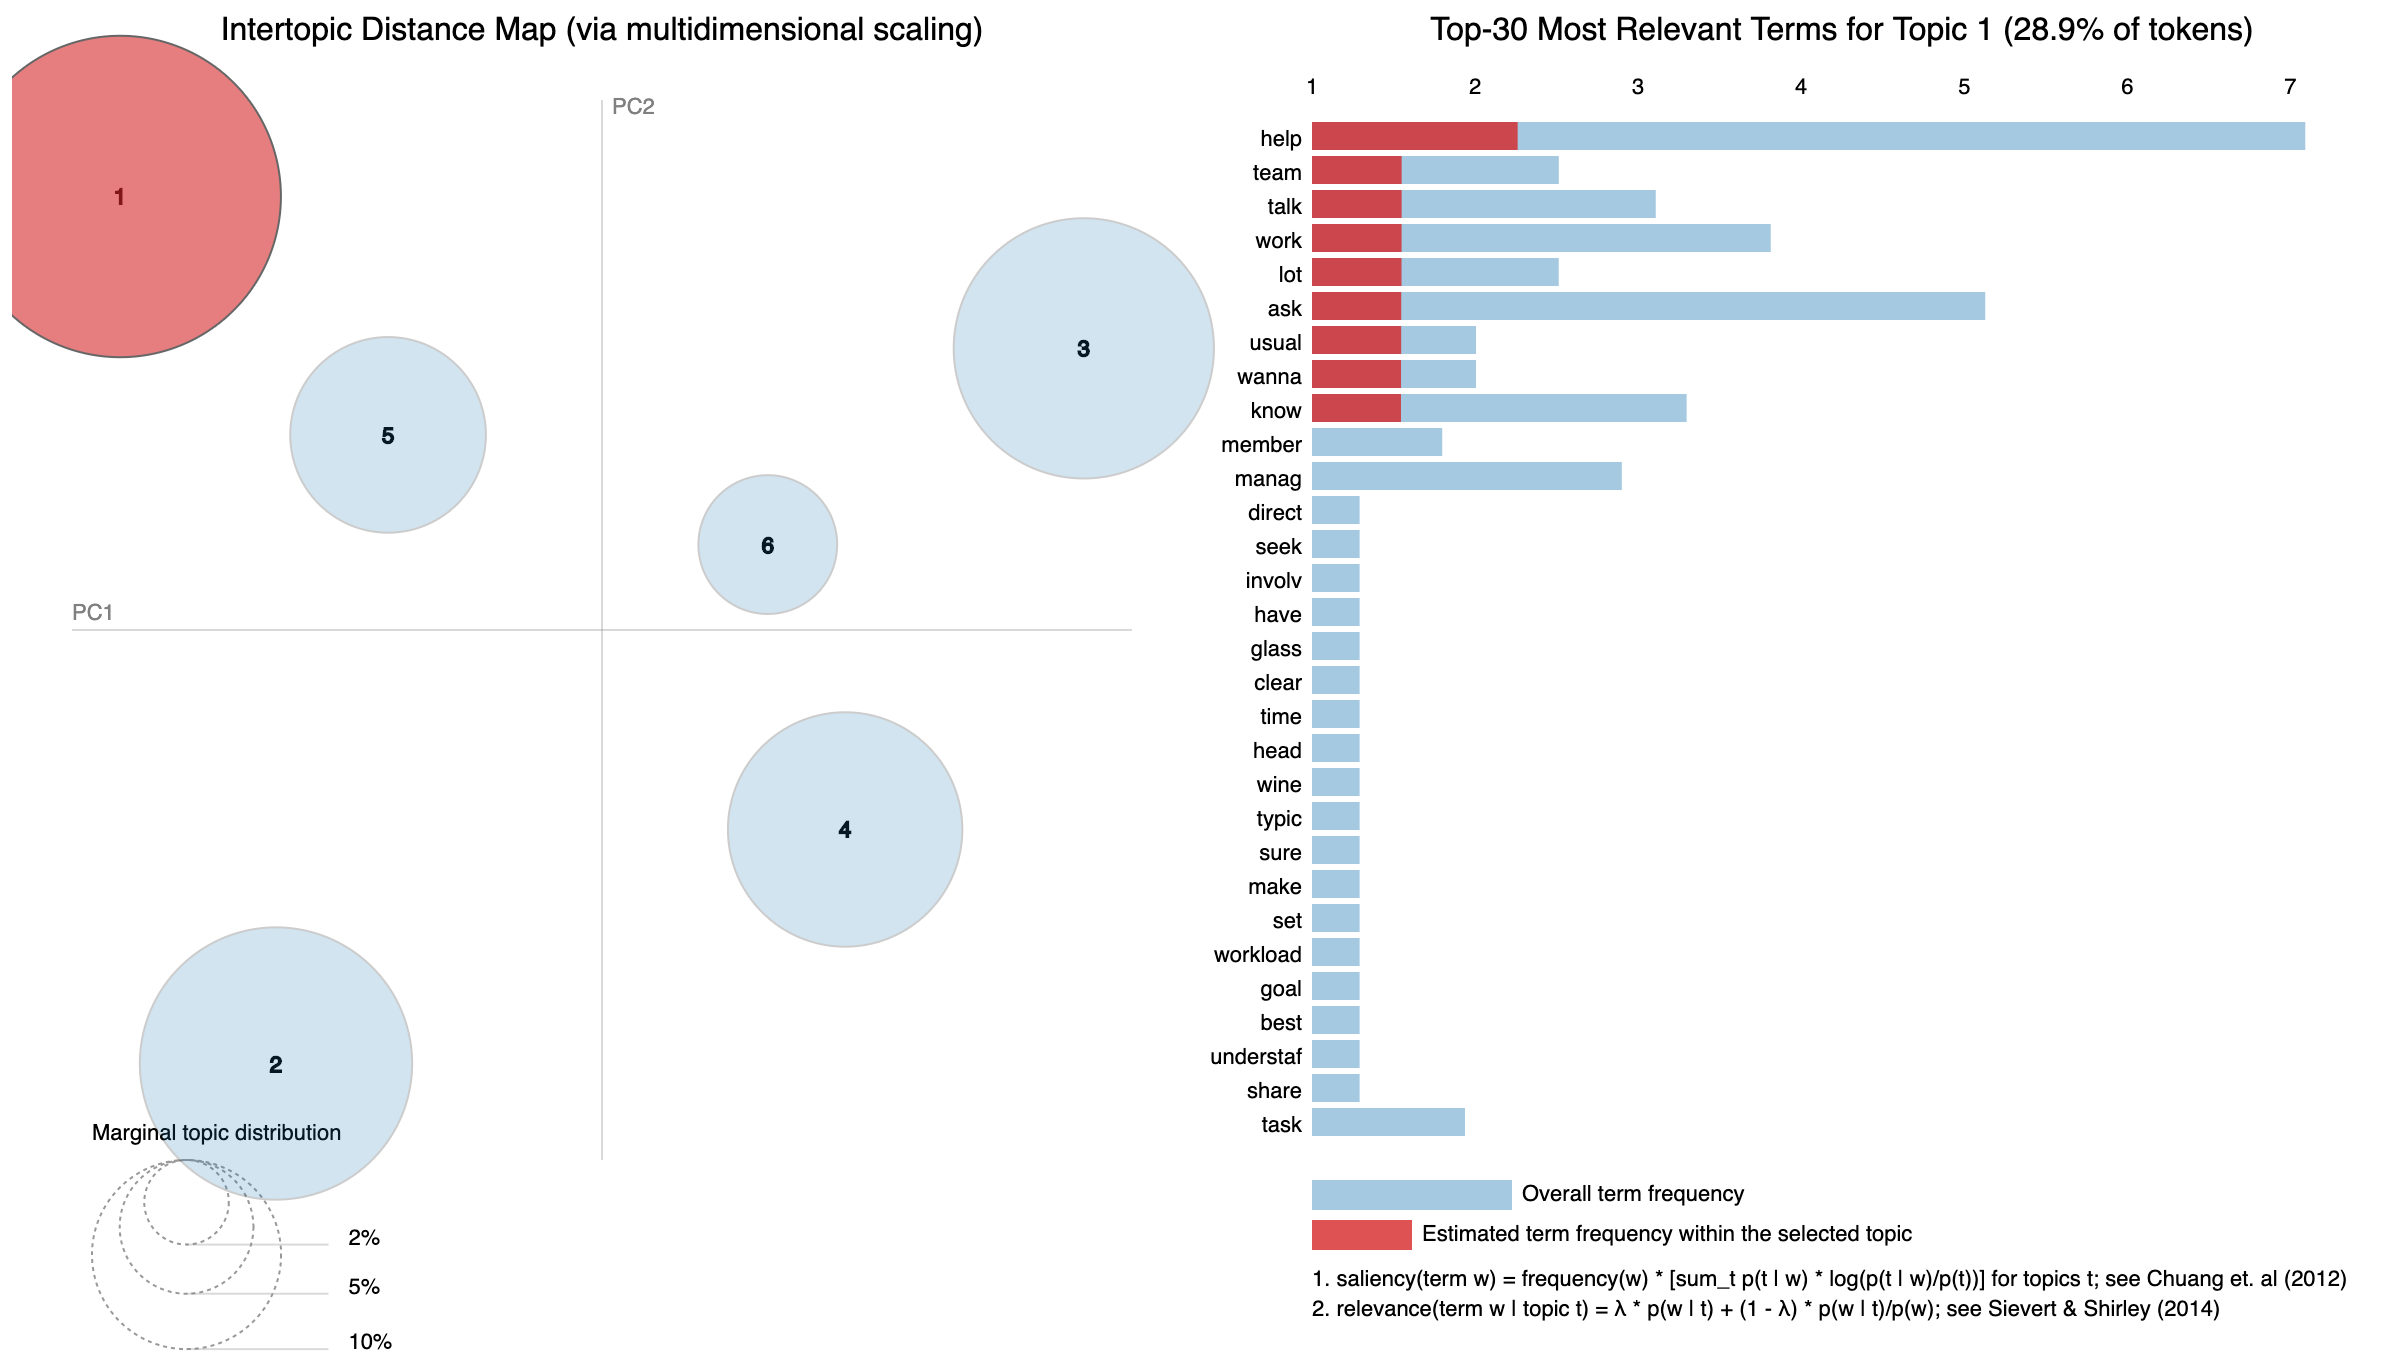 Intertopic Distance Map (via multidimensional scaling)
PC2
PC1
1
5
3
6
4
2
Marginal topic distribution
2%
5%
10%
Top-30 Most Relevant Terms for Topic 1 (28.9% of tokens)
1 2 3 4 5 6 7
help
team
talk
work
lot
ask
usual
wanna
know
member
manag
direct
seek
involv
have
glass
clear
time
head
wine
typic
sure
make
set
workload
goal
best
understaf
share
task
Overall term frequency
Estimated term frequency within the selected topic
1. saliency(term w) = frequency(w) * [sum_t p(t | w) * log(p(t | w)/p(t))] for topics t; see Chuang et. al (2012)
2. relevance(term w | topic t) = λ * p(w | t) + (1 - λ) * p(w | t)/p(w); see Sievert & Shirley (2014)